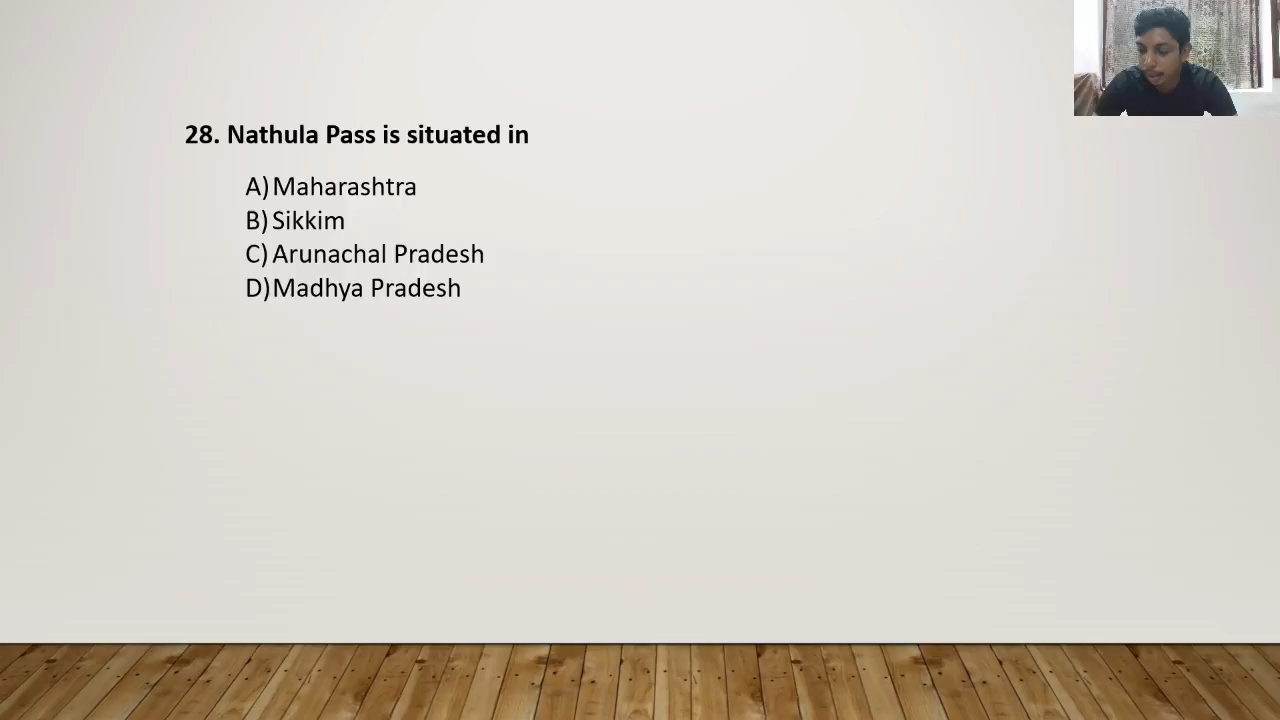 28. Nathula Pass is situated in
A) Maharashtra
B) Sikkim
C) Arunachal Pradesh
D) Madhya Pradesh